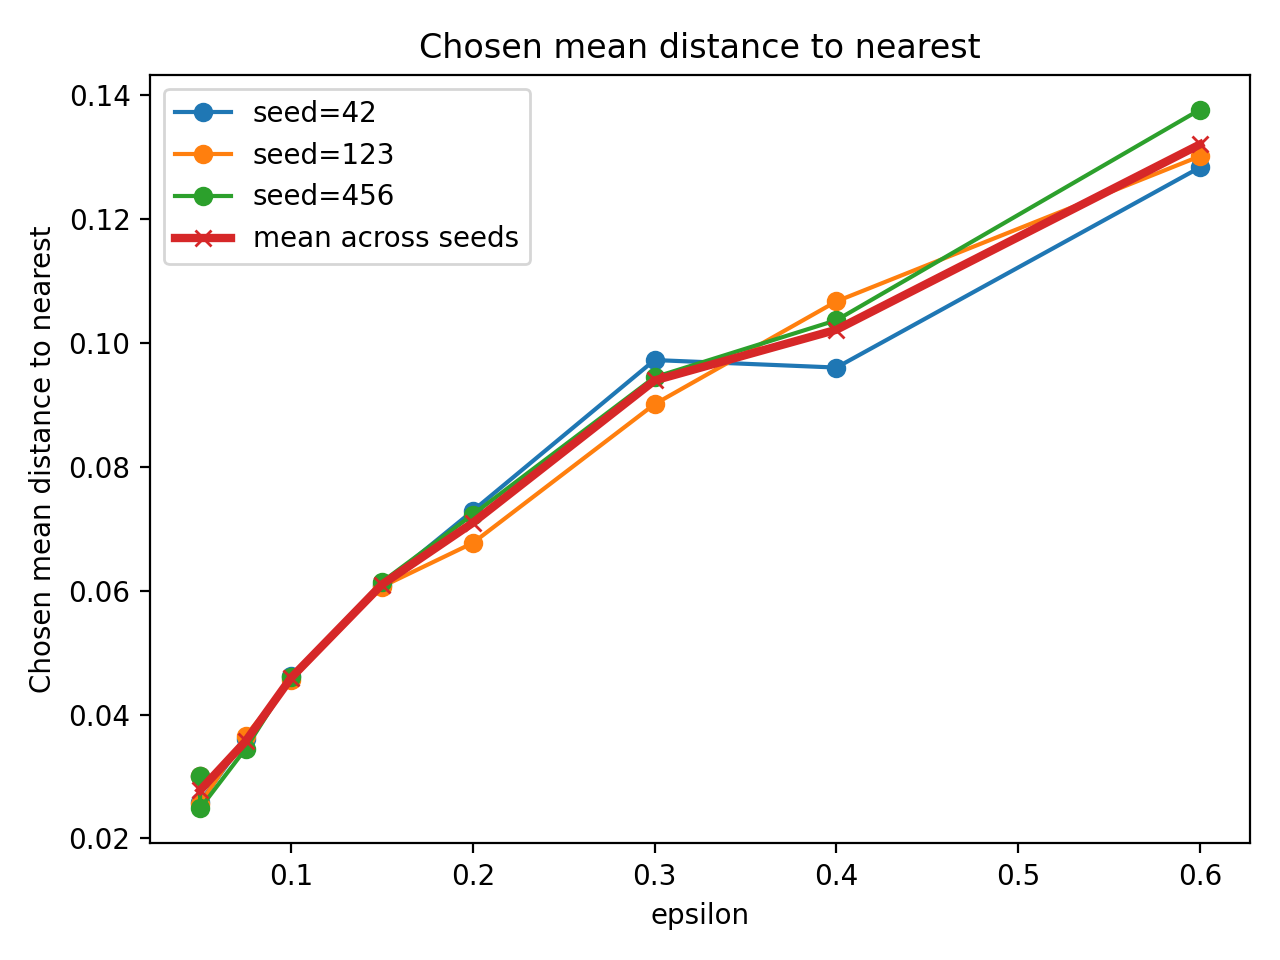 Chosen mean distance to nearest
seed=42
seed=123
seed=456
mean across seeds
Chosen mean distance to nearest
0.14
0.12
0.10
0.08
0.06
0.04
0.02
0.1 0.2 0.3 0.4 0.5 0.6
epsilon